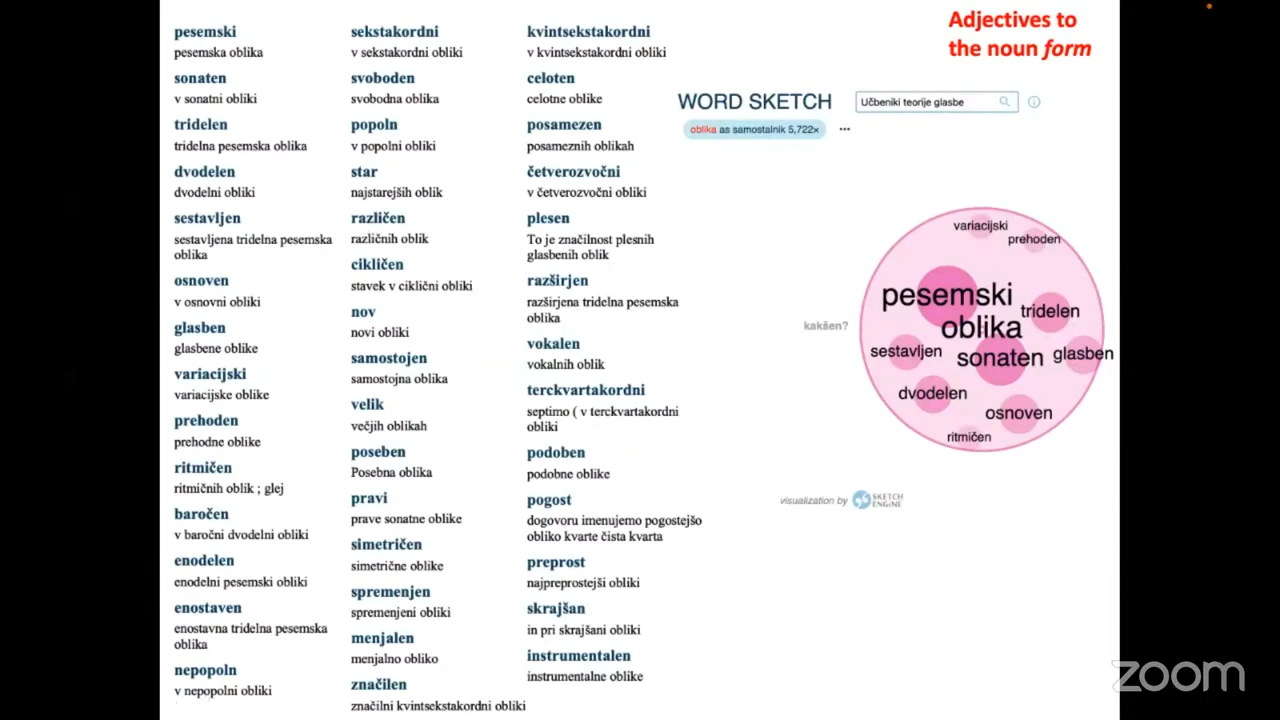 pesemski
pesemska oblika
sonaten
v sonatni obliki
tridelen
tridelna pesemska oblika
dvodelen
dvodelni obliki
sestavljen
sestavljena tridelna pesemska
oblika
osnoven
v osnovni obliki
glasben
glasbene oblike
variacijski
variacijske oblike
prehoden
prehodne oblike
ritmičen
ritmičnih oblik ; glej
baročen
v baročni dvodelni obliki
enodelen
enodelni pesemski obliki
enostaven
enostavna tridelna pesemska
oblika
nepopoln
v nepopolni obliki
sekstakordni
v sekstakordni obliki
svoboden
svobodna oblika
popoln
v popolni obliki
star
najstarejših oblik
različen
različnih oblik
cikličen
stavek v ciklični obliki
nov
novi obliki
samostojen
samostojna oblika
velik
večjih oblikah
poseben
Posebna oblika
pravi
prave sonatne oblike
simetričen
simetrične oblike
spremenjen
spremenjeni obliki
menjalen
menjalno obliko
značilen
značilni kvintsekstakordni obliki
kvintsekstakordni
v kvintsekstakordni obliki
celoten
celotne oblike
posamezen
posameznih oblikah
četverozvočni
v četverozvočni obliki
plesen
To je značilnost plesnih
glasbenih oblik
razširjen
razširjena tridelna pesemska
oblika
vokalen
vokalnih oblik
terckvartakordni
septimo ( v terckvartakordni
obliki
podoben
podobne oblike
pogost
dogovoru imenujemo pogostejšo
obliko kvarte čista kvarta
preprost
najpreprostejši obliki
skrajšan
in pri skrajšani obliki
instrumentalen
instrumentalne oblike
Adjectives to
the noun form
WORD SKETCH
Učbeniki teorije glasbe
oblika as samostalnik 5,722×
kakšen?
variacijski
prehoden
pesemski
tridelen
oblika
sestavljen
sonaten
glasben
dvodelen
osnoven
ritmičen
visualization by SKETCH
ENGINE
zoom